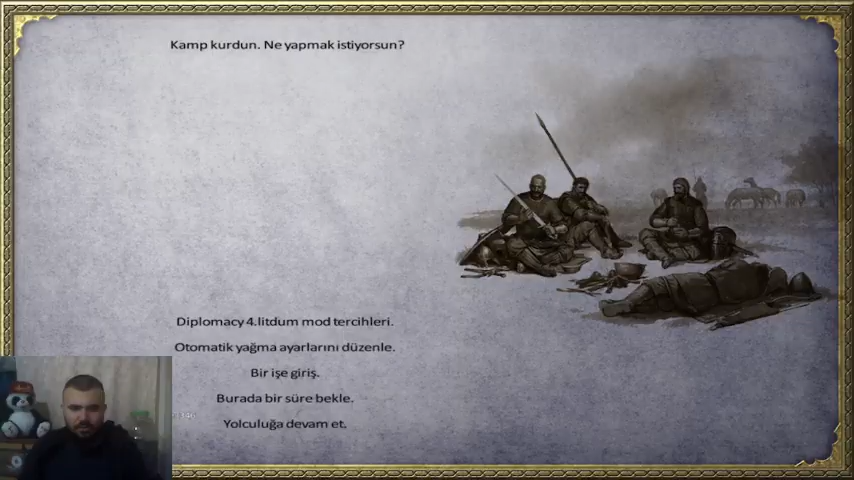 Kamp kurdun. Ne yapmak istiyorsun?
Diplomacy 4.litdum mod tercihleri.
Otomatik yağma ayarlarını düzenle.
Bir işe giriş.
Burada bir süre bekle.
Yolculuğa devam et.